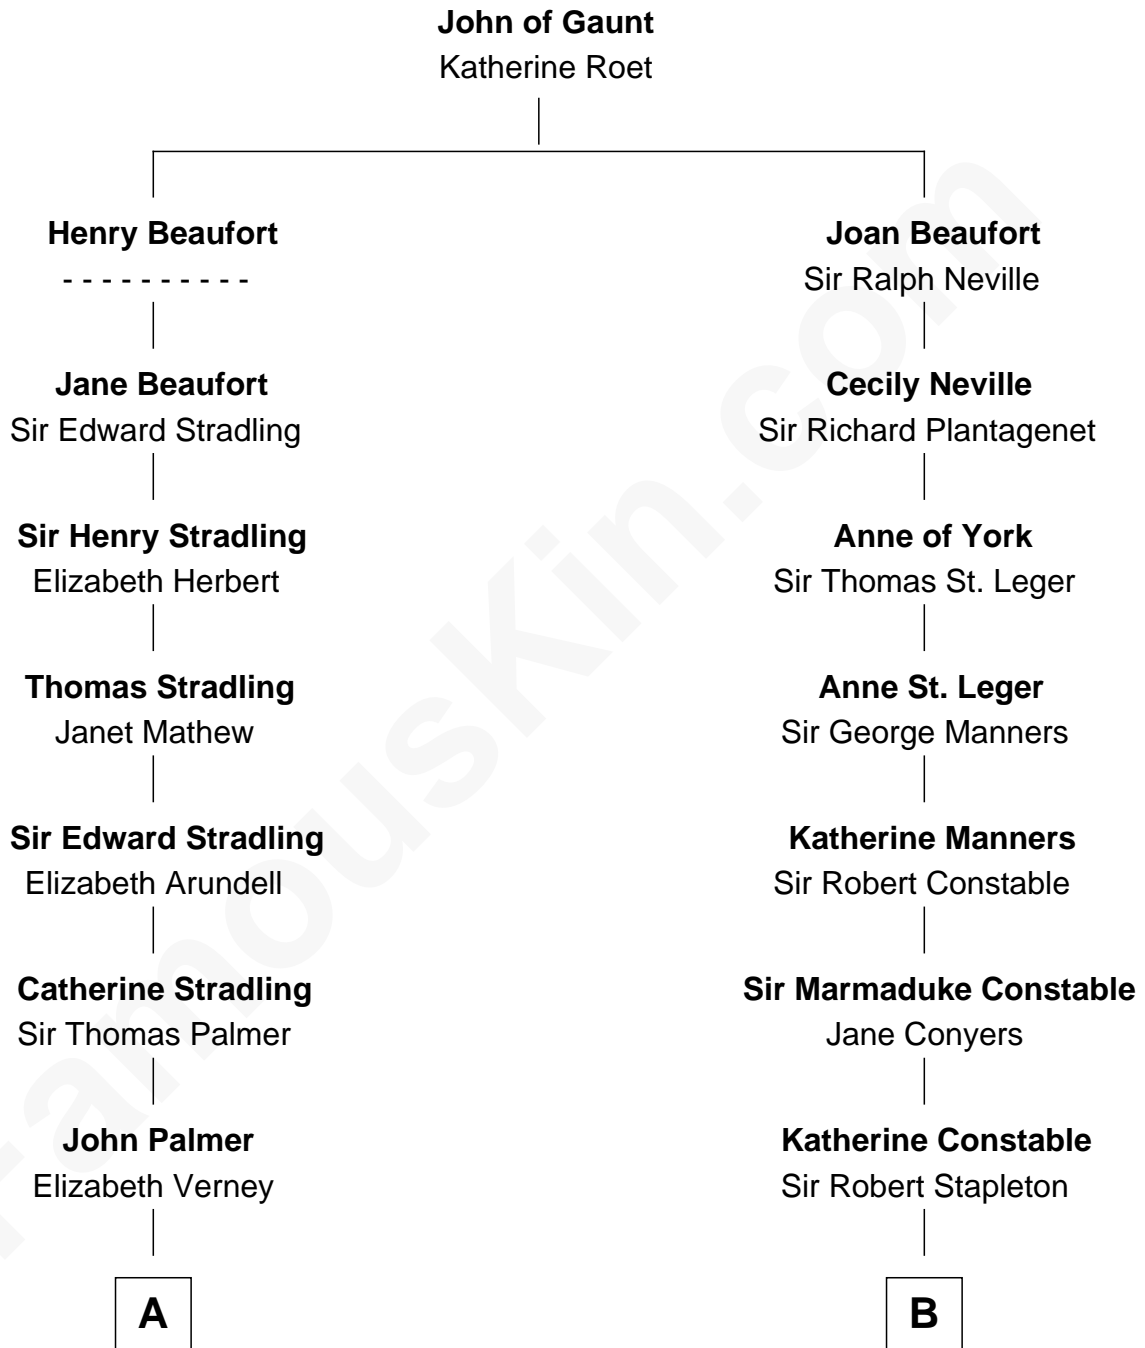 John of Gaunt
Katherine Roet
Henry Beaufort
- - - - - - - - - -
Joan Beaufort
Sir Ralph Neville
Jane Beaufort
Sir Edward Stradling
Cecily Neville
Sir Richard Plantagenet
Sir Henry Stradling
Elizabeth Herbert
Anne of York
Sir Thomas St. Leger
Thomas Stradling
Janet Mathew
Anne St. Leger
Sir George Manners
Sir Edward Stradling
Elizabeth Arundell
Katherine Manners
Sir Robert Constable
Catherine Stradling
Sir Thomas Palmer
Sir Marmaduke Constable
Jane Conyers
John Palmer
Elizabeth Verney
Katherine Constable
Sir Robert Stapleton
A
B
FamousKin.com